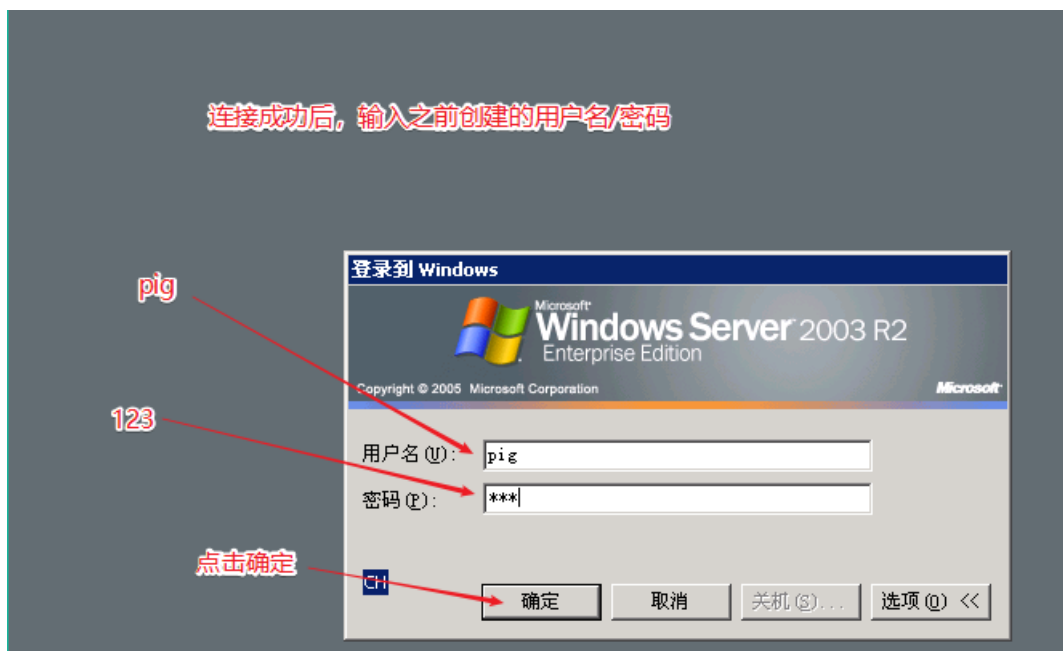 连接成功后，输入之前创建的用户名/密码
登录到 Windows
pig
Microsoft
Windows Server 2003 R2
Enterprise Edition
Copyright © 2005 Microsoft Corporation
Microsoft
123
用户名(U):
pig
密码(P):
***
点击确定
CH
确定
取消
关机(S)...
选项(O) <<